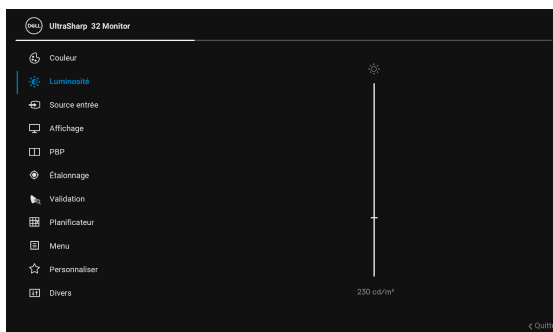 DELL UltraSharp 32 Monitor
Couleur
Luminosité
Source entrée
Affichage
PBP
Étalonnage
Validation
Planificateur
Menu
Personnaliser
Divers
230 cd/m²